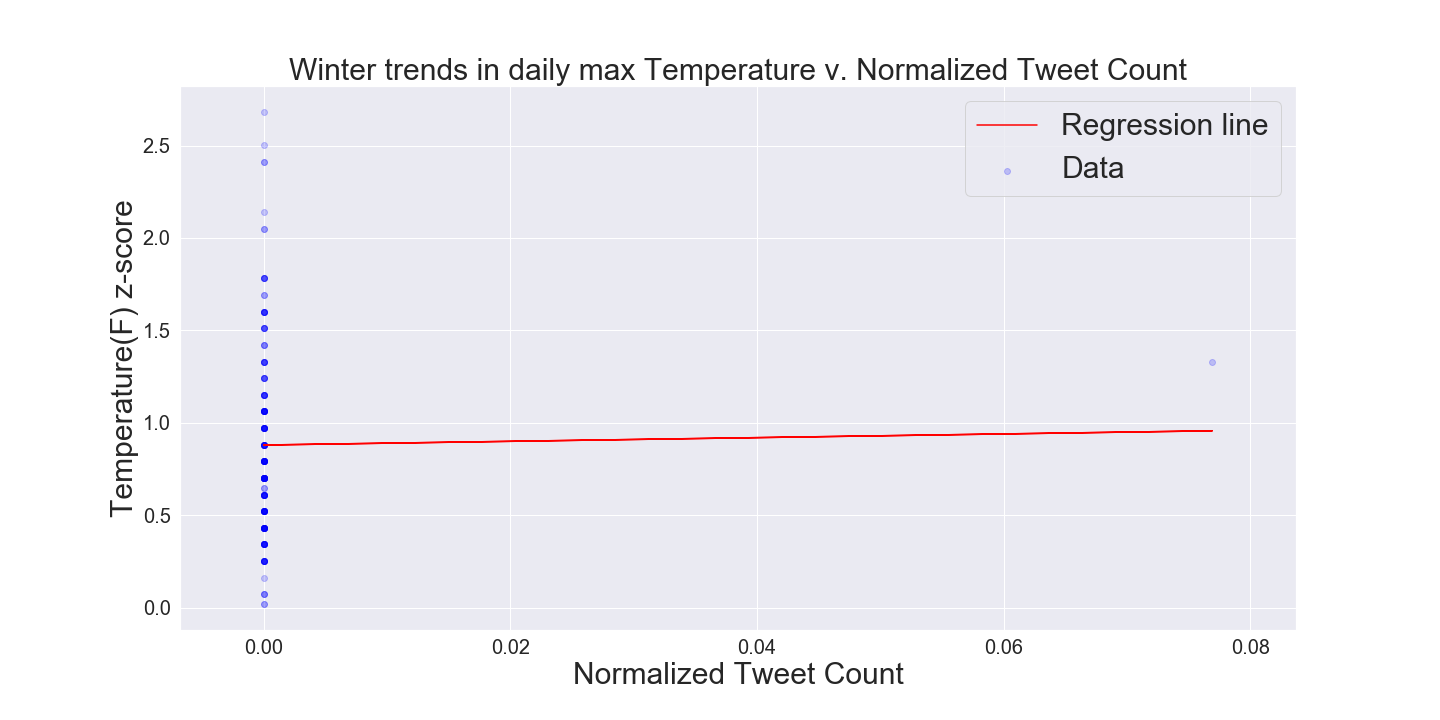 Winter trends in daily max Temperature v. Normalized Tweet Count
Regression line
Data
Temperature(F) z-score
2.5
2.0
1.5
1.0
0.5
0.0
0.00
0.02
0.04
0.06
0.08
Normalized Tweet Count